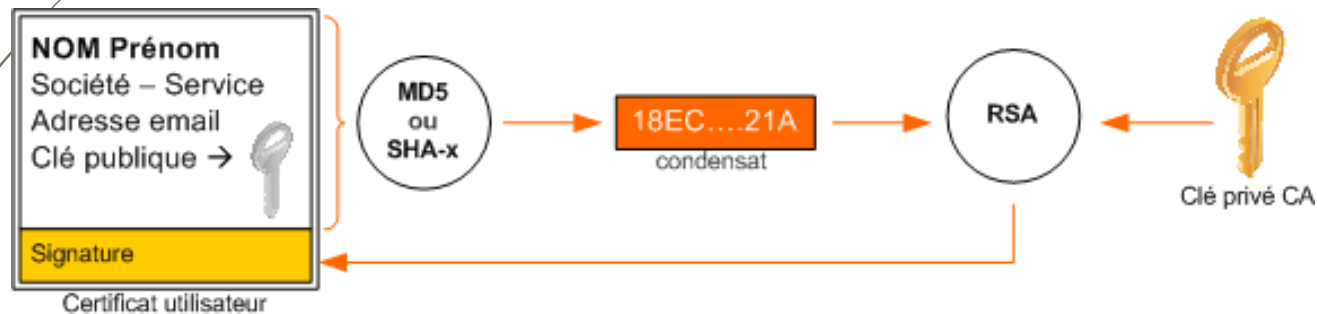 NOM Prénom
Société – Service
Adresse email
Clé publique →
Signature
Certificat utilisateur
MD5
ou
SHA-x
18EC....21A
condensat
RSA
Clé privé CA